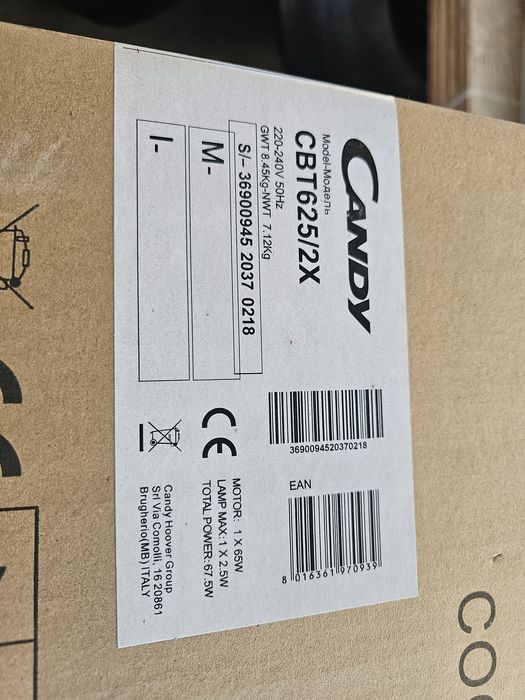 CANDY
Model-Модель
CBT625/2X
220-240V 50Hz
GWT 8.45Kg-NWT 7.12Kg
S/- 36900945 2037 0218
M-
I-
3690094520370218
EAN
8 016361 970939
CE
MOTOR: 1 X 65W
LAMP MAX:1 X 2.5W
TOTAL POWER: 67.5W
Candy Hoover Group
Srl Via Comolli, 16 20861
Brugherio(MB) ITALY
CO